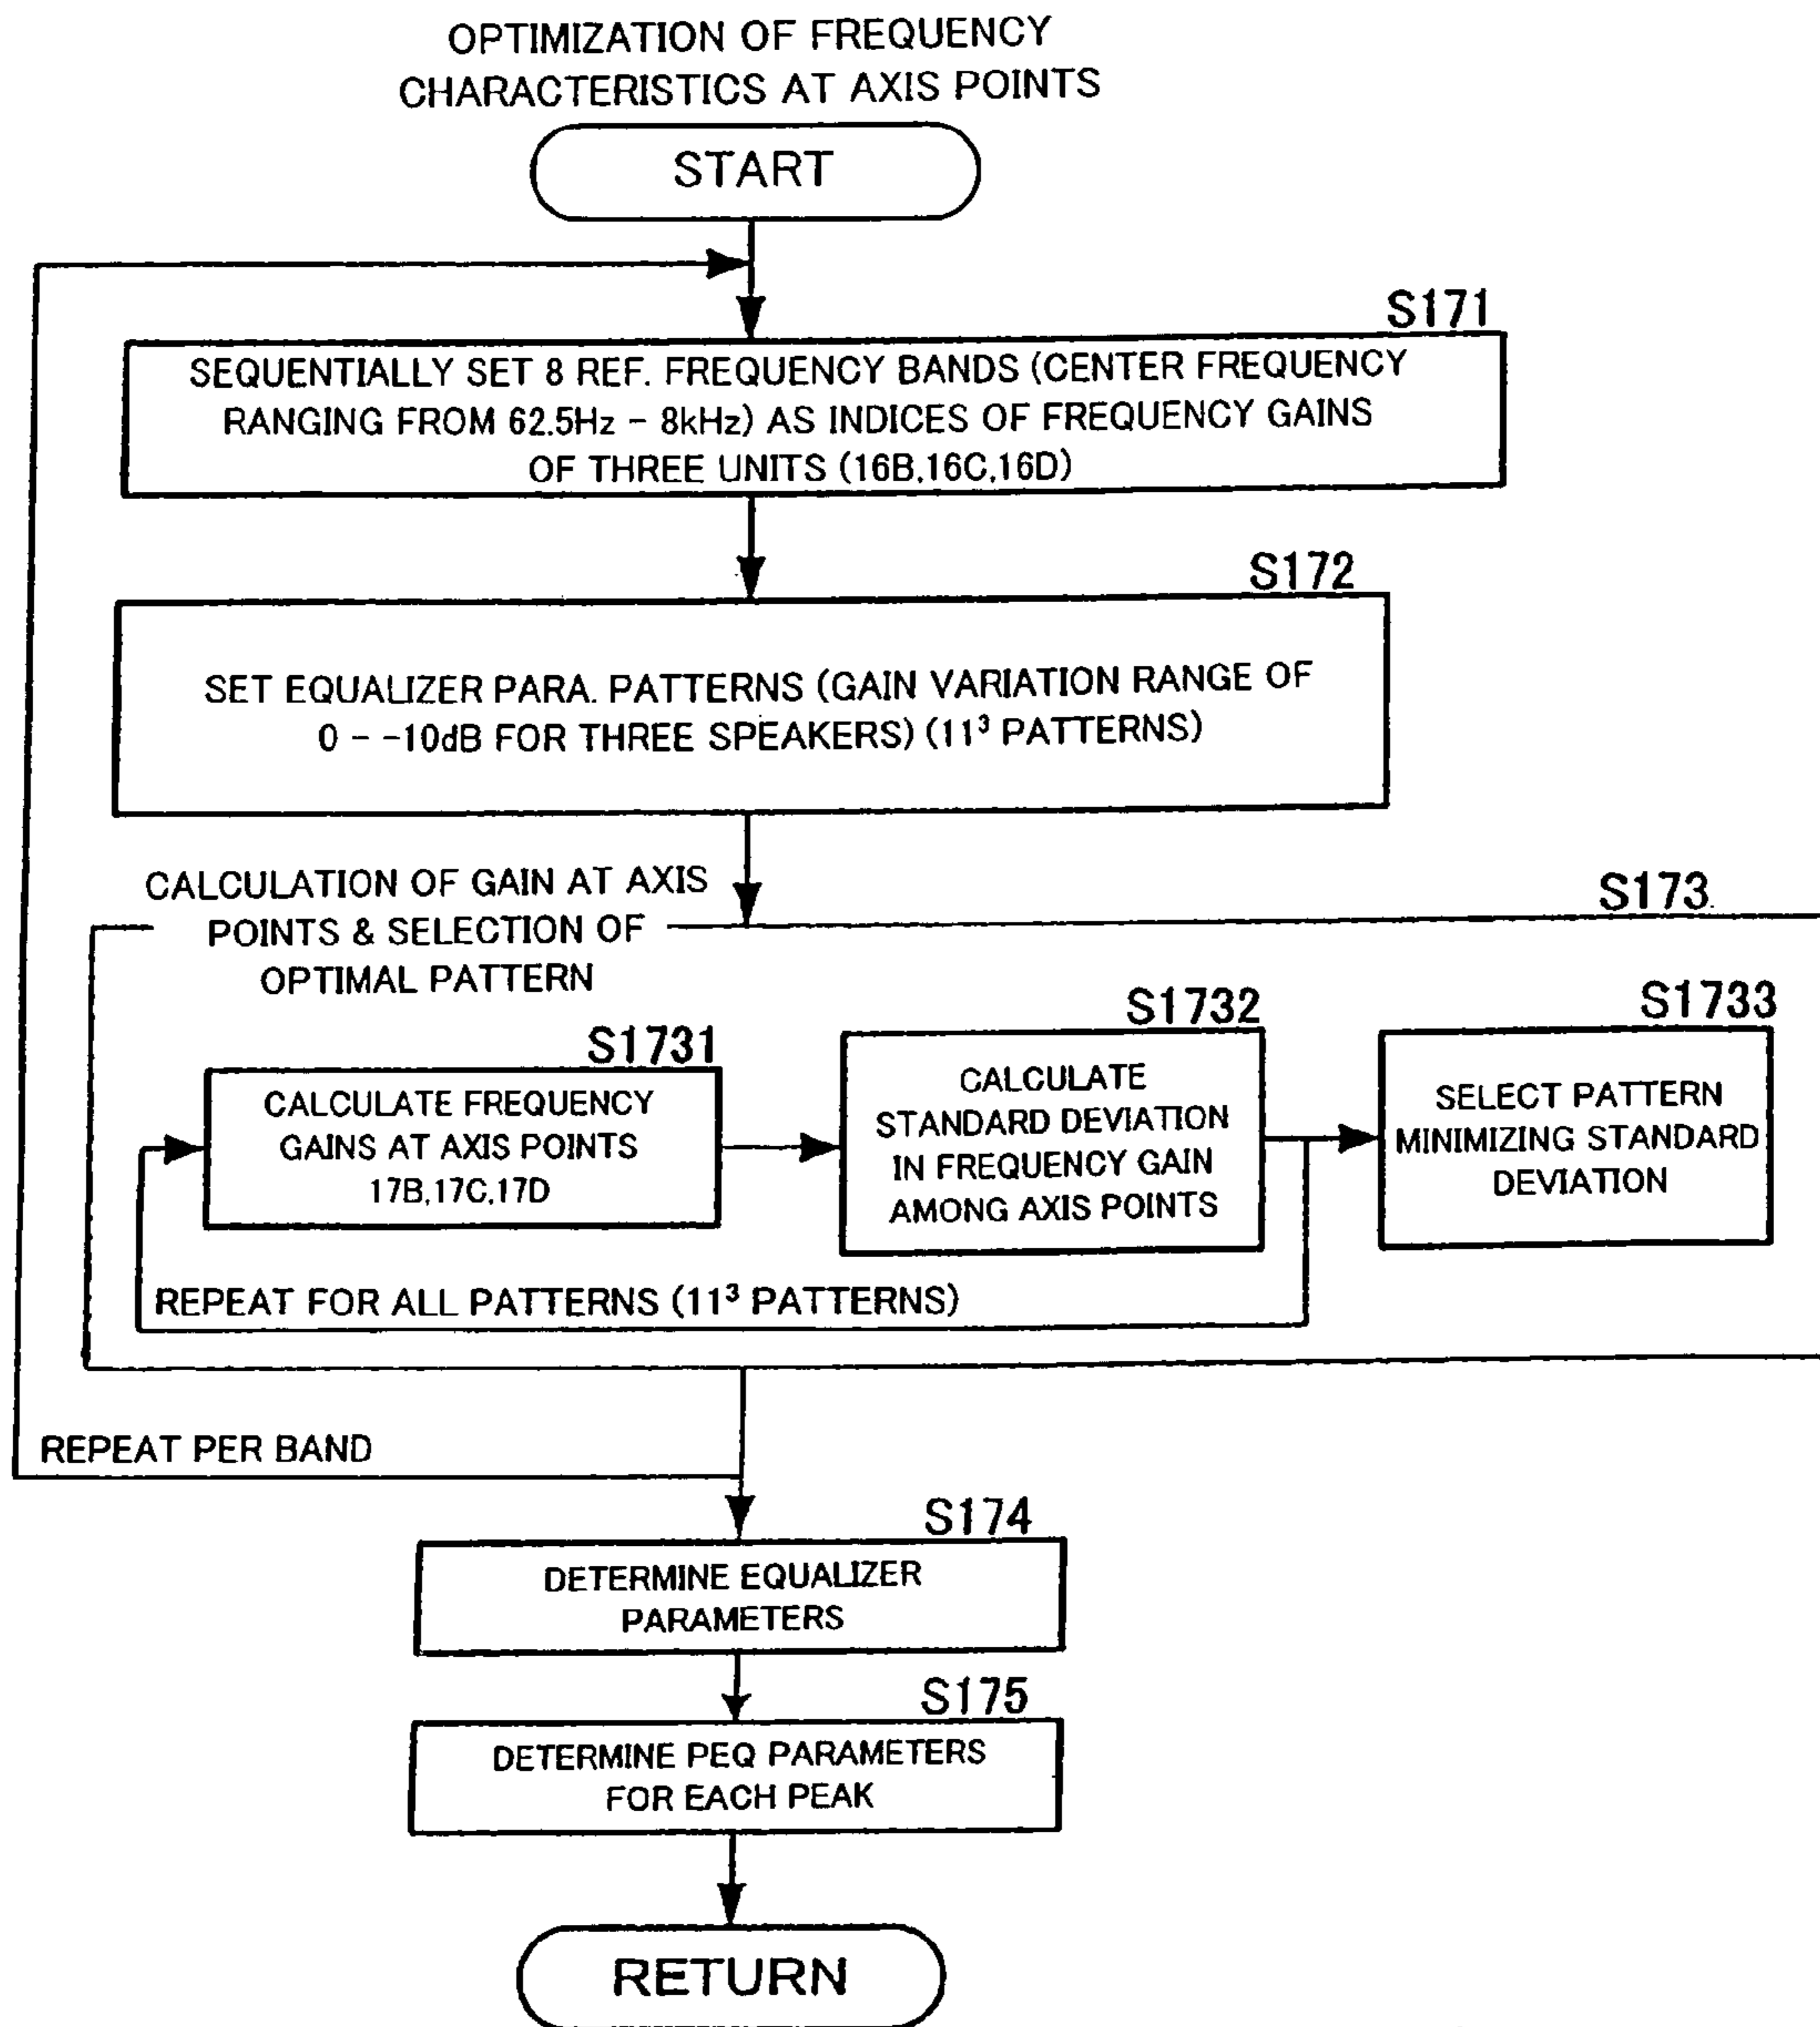 OPTIMIZATION OF FREQUENCY
CHARACTERISTICS AT AXIS POINTS
START
S171
SEQUENTIALLY SET 8 REF. FREQUENCY BANDS (CENTER FREQUENCY
RANGING FROM 62.5Hz - 8kHz) AS INDICES OF FREQUENCY GAINS
OF THREE UNITS (16B,16C,16D)
S172
SET EQUALIZER PARA. PATTERNS (GAIN VARIATION RANGE OF
0 - -10dB FOR THREE SPEAKERS) (11³ PATTERNS)
CALCULATION OF GAIN AT AXIS
POINTS & SELECTION OF
OPTIMAL PATTERN
S173
S1731
CALCULATE FREQUENCY
GAINS AT AXIS POINTS
17B,17C,17D
S1732
CALCULATE
STANDARD DEVIATION
IN FREQUENCY GAIN
AMONG AXIS POINTS
S1733
SELECT PATTERN
MINIMIZING STANDARD
DEVIATION
REPEAT FOR ALL PATTERNS (11³ PATTERNS)
REPEAT PER BAND
S174
DETERMINE EQUALIZER
PARAMETERS
S175
DETERMINE PEQ PARAMETERS
FOR EACH PEAK
RETURN